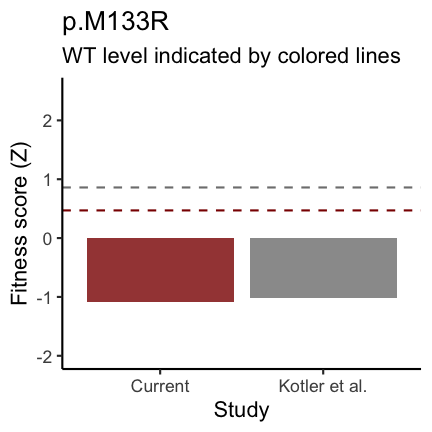 p.M133R
WT level indicated by colored lines
Fitness score (Z)
2
1
0
-1
-2
Current
Kotler et al.
Study